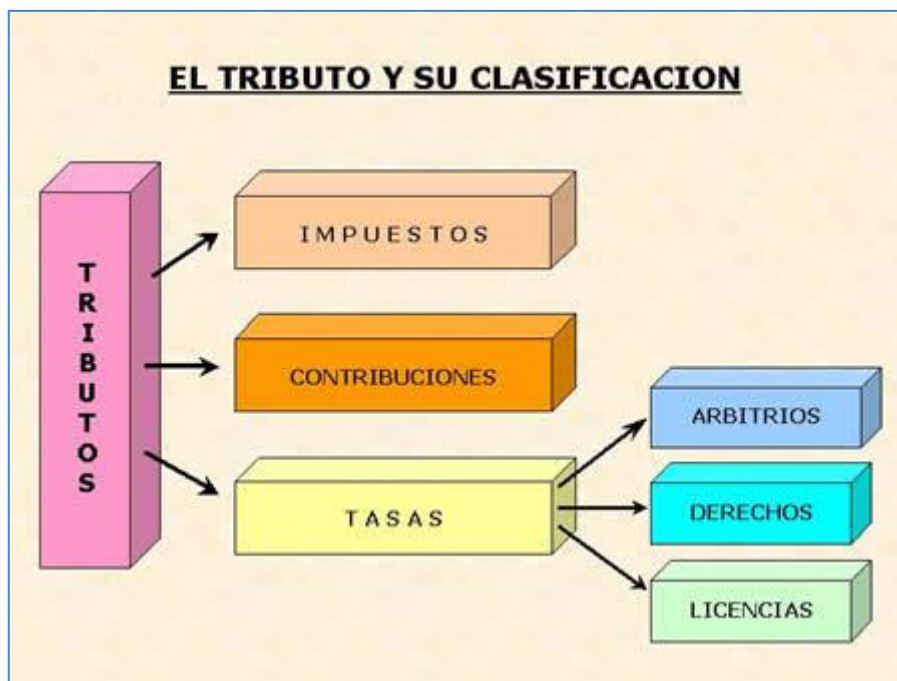 EL TRIBUTO Y SU CLASIFICACION
TRIBUTOS
IMPUESTOS
CONTRIBUCIONES
TASAS
ARBITRIOS
DERECHOS
LICENCIAS